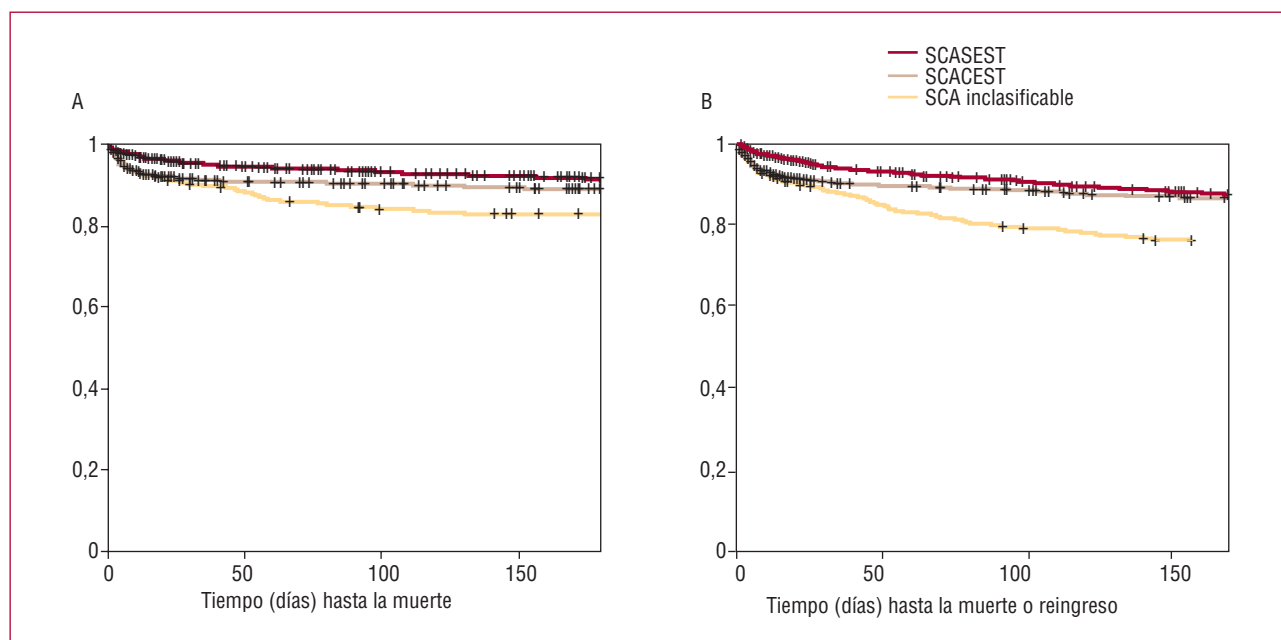 SCASEST
SCACEST
SCA inclasificable
A
1
0,8
0,6
0,4
0,2
0
0 50 100 150
Tiempo (días) hasta la muerte
B
1
0,8
0,6
0,4
0,2
0
0 50 100 150
Tiempo (días) hasta la muerte o reingreso